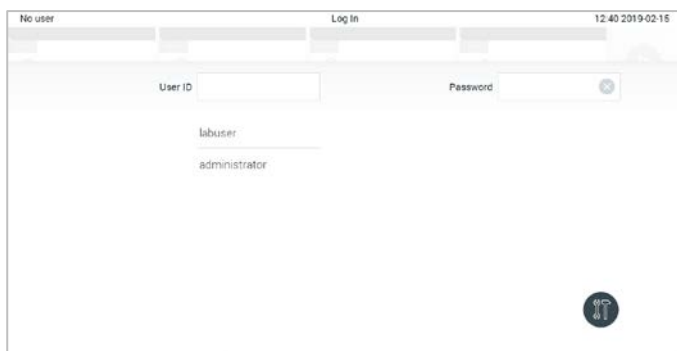 No user Log In 12:40 2019-02-15
User ID Password
labuser
administrator